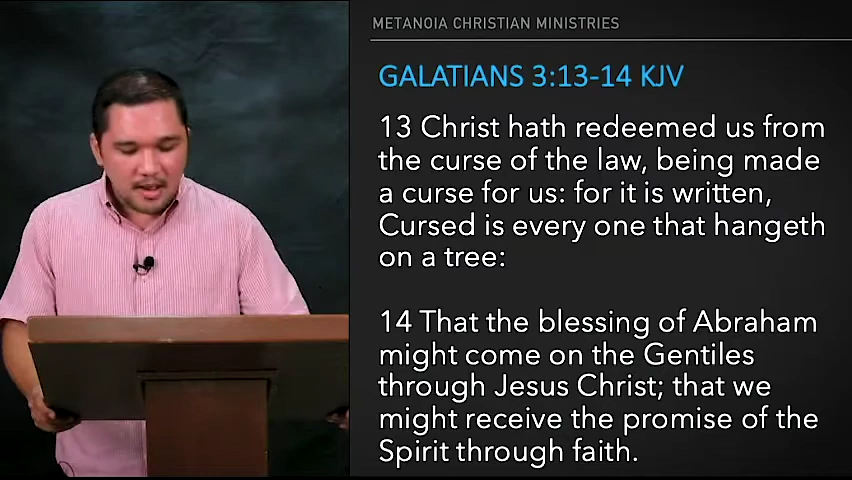 METANOIA CHRISTIAN MINISTRIES
GALATIANS 3:13-14 KJV
13 Christ hath redeemed us from
the curse of the law, being made
a curse for us: for it is written,
Cursed is every one that hangeth
on a tree:
14 That the blessing of Abraham
might come on the Gentiles
through Jesus Christ; that we
might receive the promise of the
Spirit through faith.